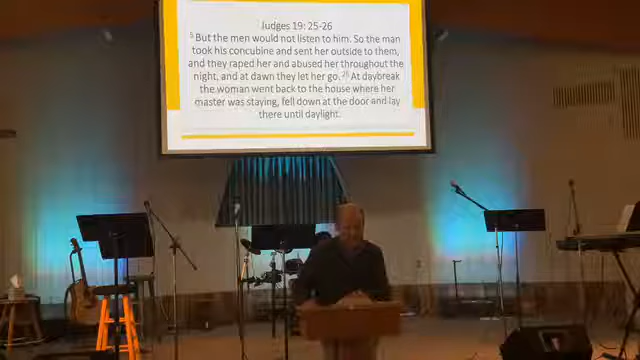 Judges 19: 25-26
⁵ But the men would not listen to him. So the man
took his concubine and sent her outside to them,
and they raped her and abused her throughout the
night, and at dawn they let her go. ²⁶ At daybreak
the woman went back to the house where her
master was staying, fell down at the door and lay
there until daylight.